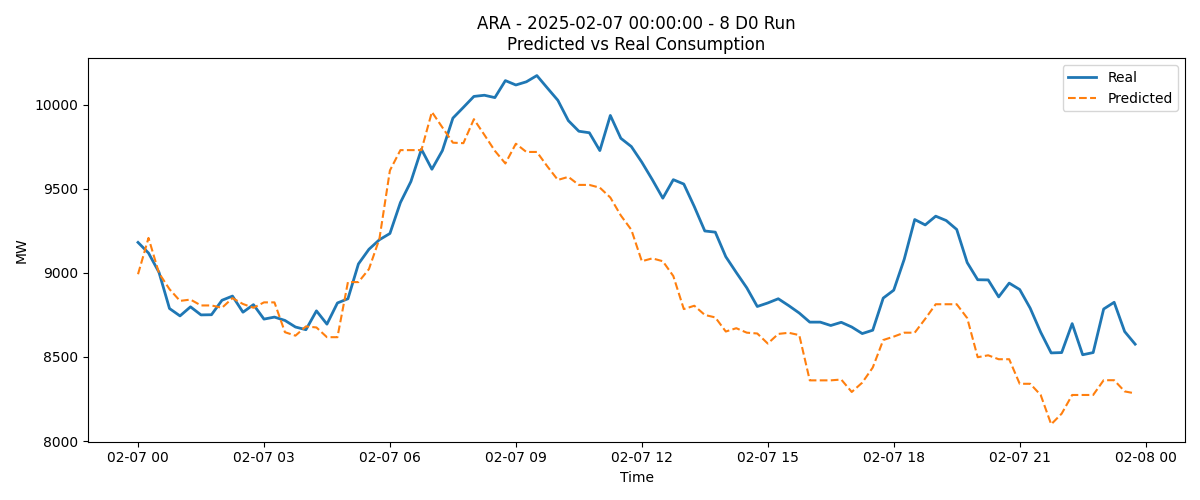 ARA - 2025-02-07 00:00:00 - 8 D0 Run
Predicted vs Real Consumption
Real
Predicted
MW
10000
9500
9000
8500
8000
02-07 00
02-07 03
02-07 06
02-07 09
02-07 12
02-07 15
02-07 18
02-07 21
02-08 00
Time